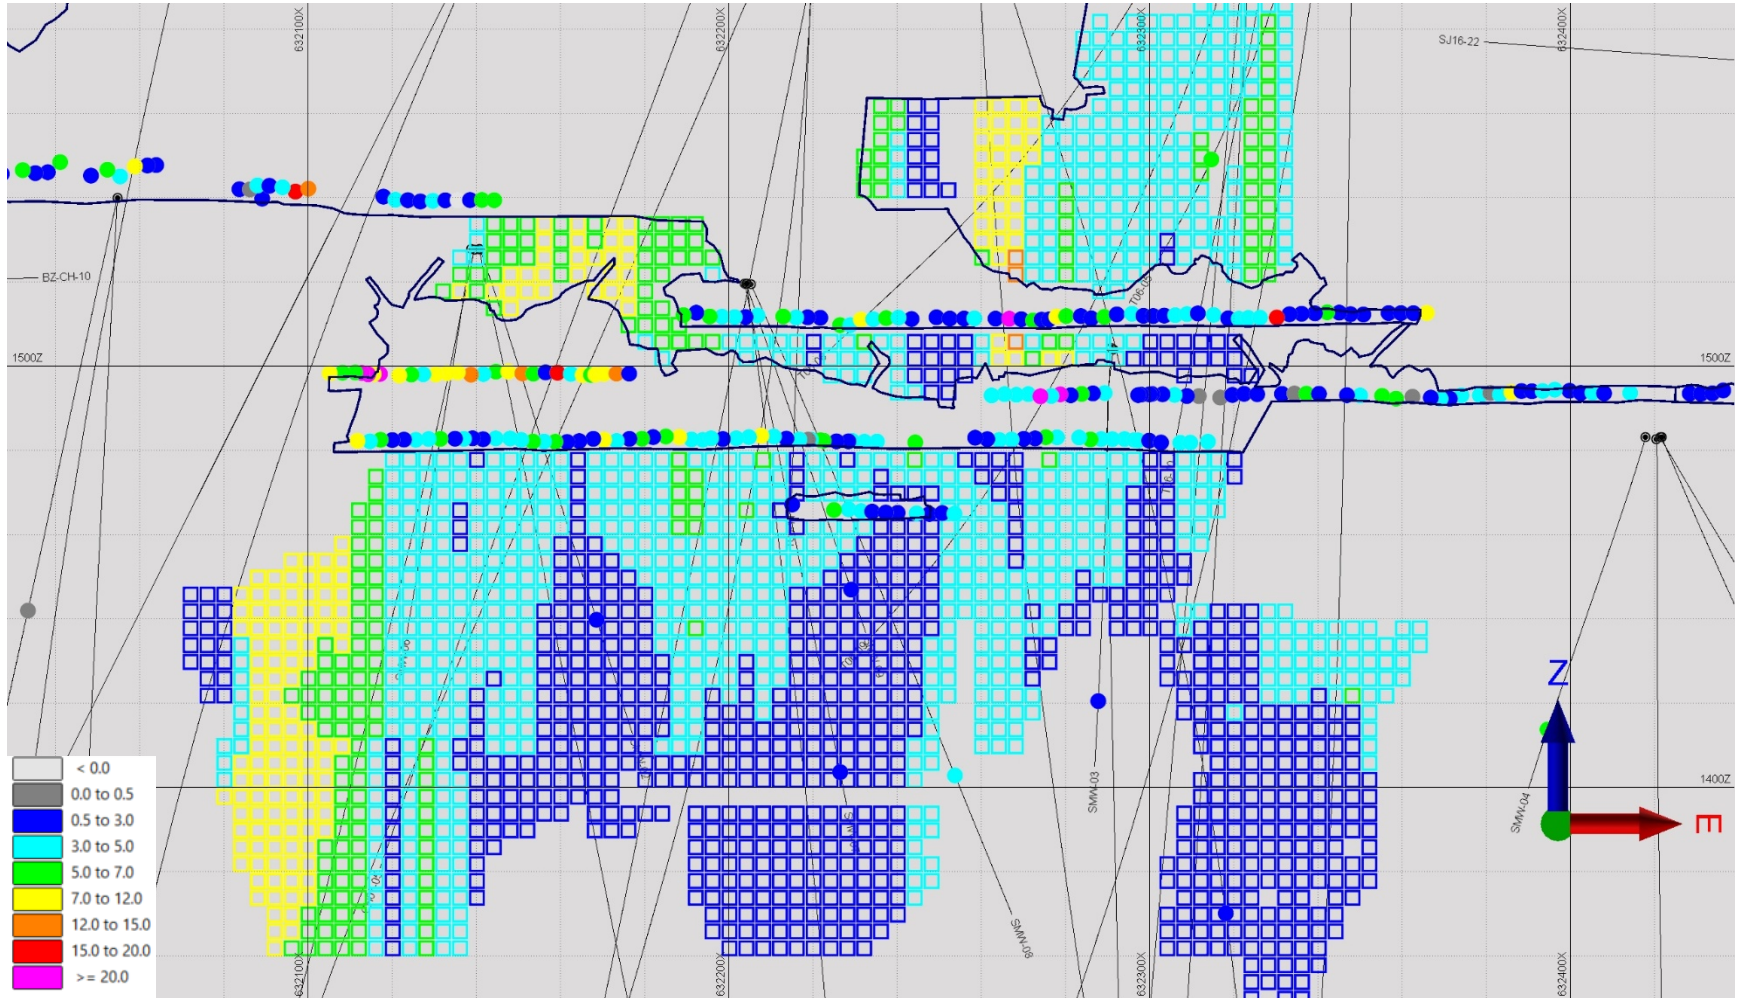 632100X
632200X
632300X
632400X
SJ16-22
BZ-CH-10
T06-05
1500Z
1500Z
Z
SMW-03
SMW-04
1400Z
E
SMW-08
632100X
632200X
632300X
632400X
< 0.0
0.0 to 0.5
0.5 to 3.0
3.0 to 5.0
5.0 to 7.0
7.0 to 12.0
12.0 to 15.0
15.0 to 20.0
>= 20.0